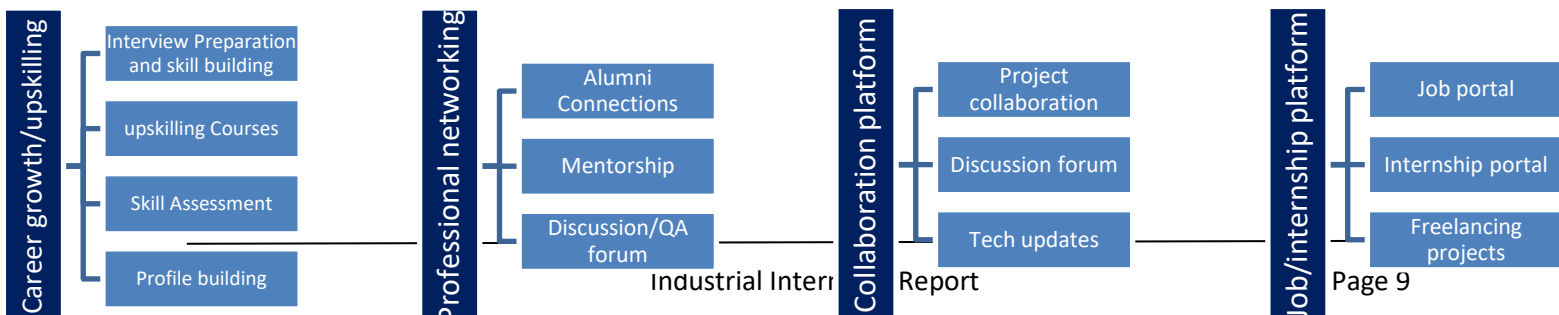 Career growth/upskilling
Interview Preparation
and skill building
upskilling Courses
Skill Assessment
Profile building
Professional networking
Alumni
Connections
Mentorship
Discussion/QA
forum
Collaboration platform
Project
collaboration
Discussion forum
Tech updates
Job/internship platform
Job portal
Internship portal
Freelancing
projects
Industrial Report
Page 9